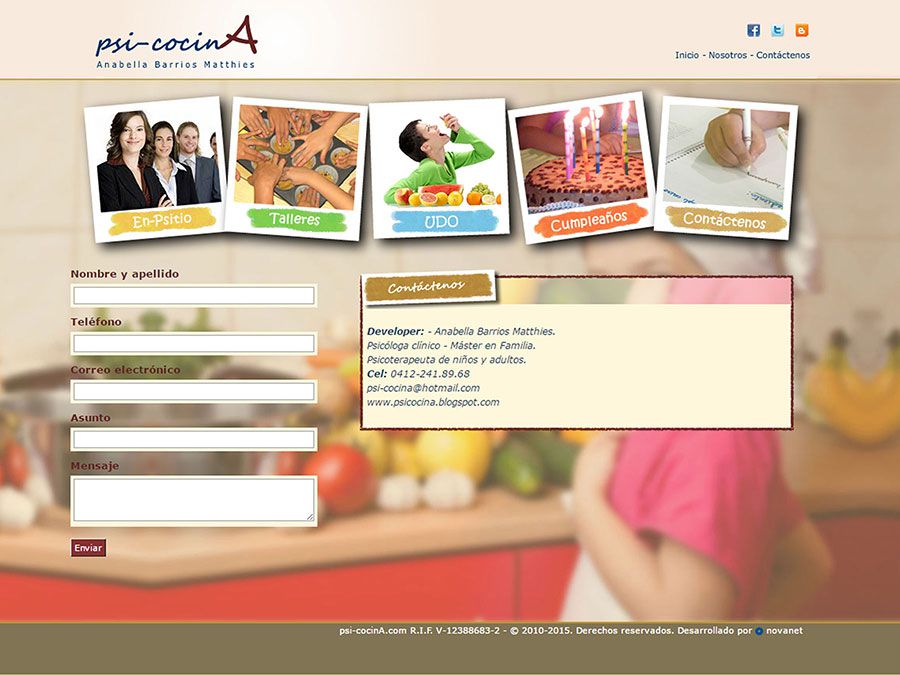 psi-cocinA
Anabella Barrios Matthies
Inicio - Nosotros - Contáctenos
En-Psitio
Talleres
UDO
Cumpleaños
Contáctenos
Nombre y apellido
Teléfono
Correo electrónico
Asunto
Mensaje
Enviar
Contáctenos
Developer: - Anabella Barrios Matthies.
Psicóloga clínico - Máster en Familia.
Psicoterapeuta de niños y adultos.
Cel: 0412-241.89.68
psi-cocina@hotmail.com
www.psicocina.blogspot.com
psi-cocinA.com R.I.F. V-12388683-2 - © 2010-2015. Derechos reservados. Desarrollado por novanet